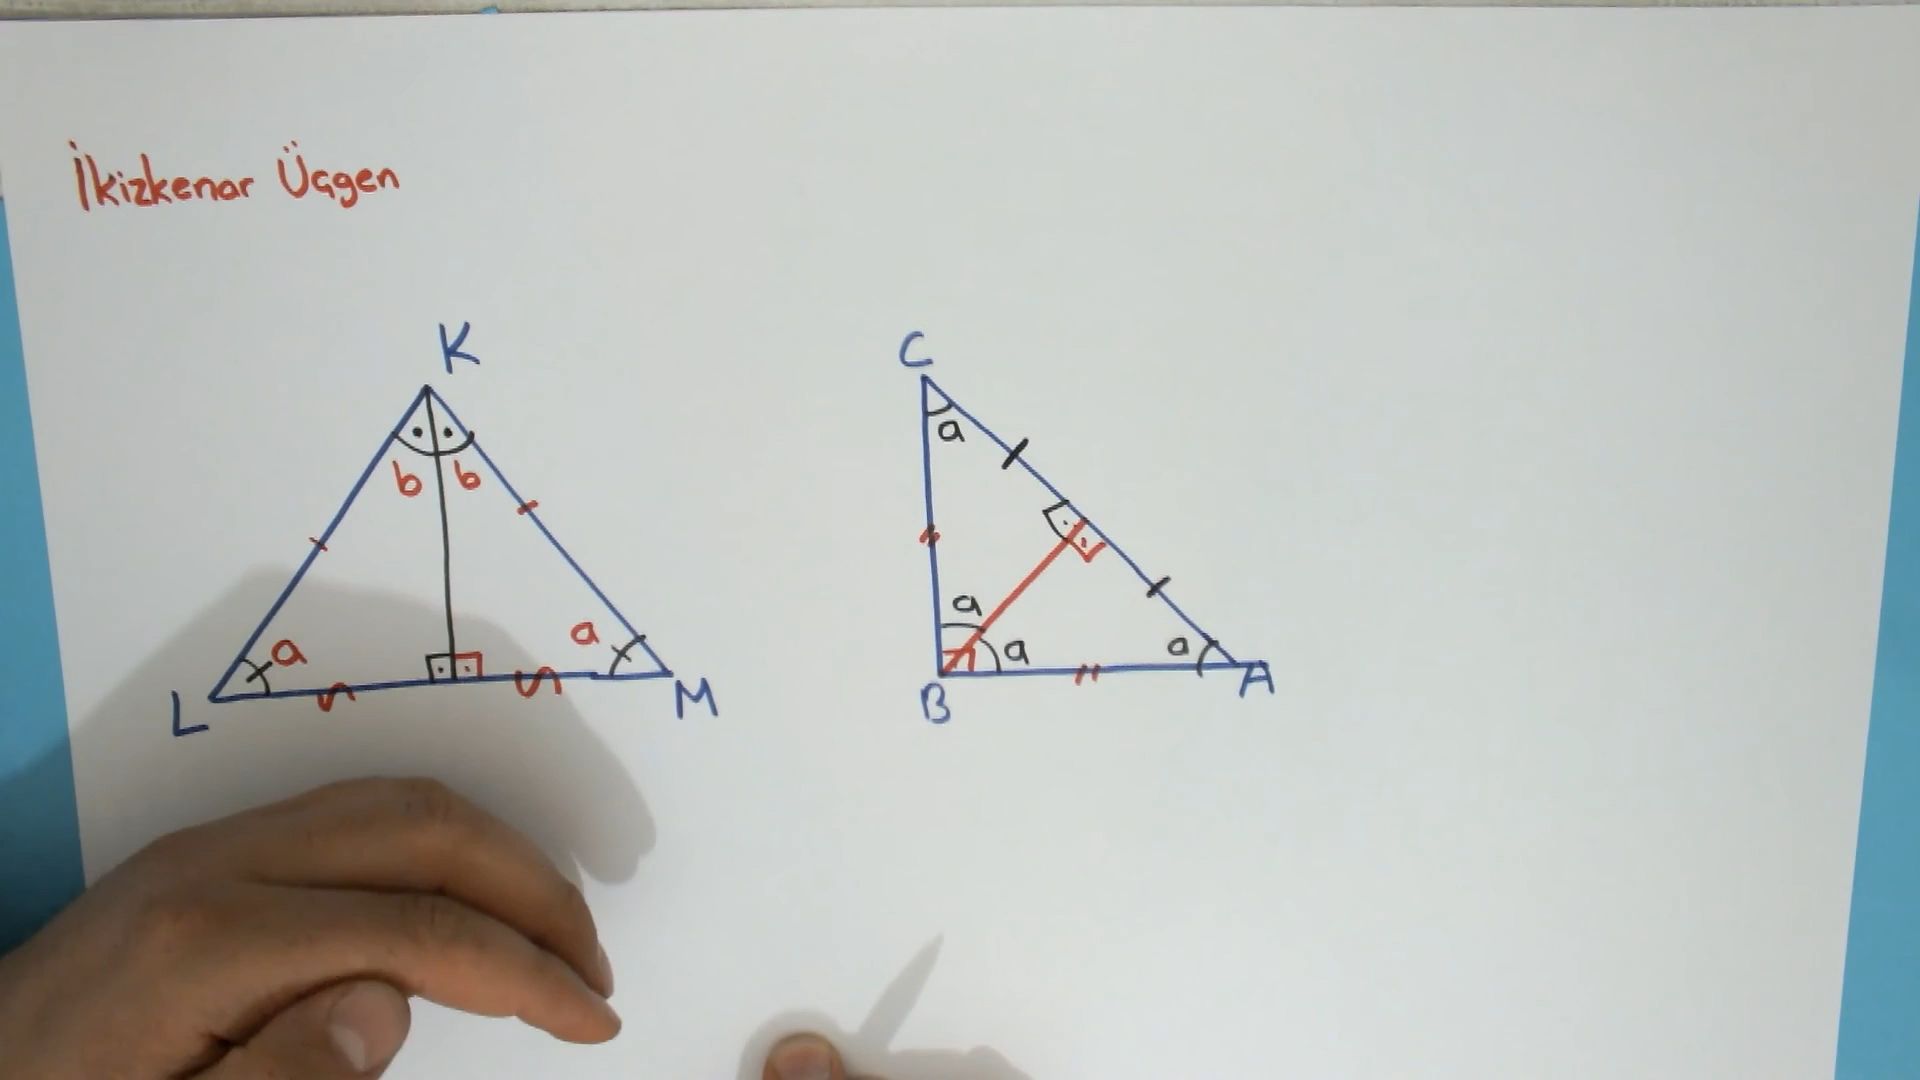 İkizkenar Üçgen
K
C
a
b b
a
a a
a a
L M
B A